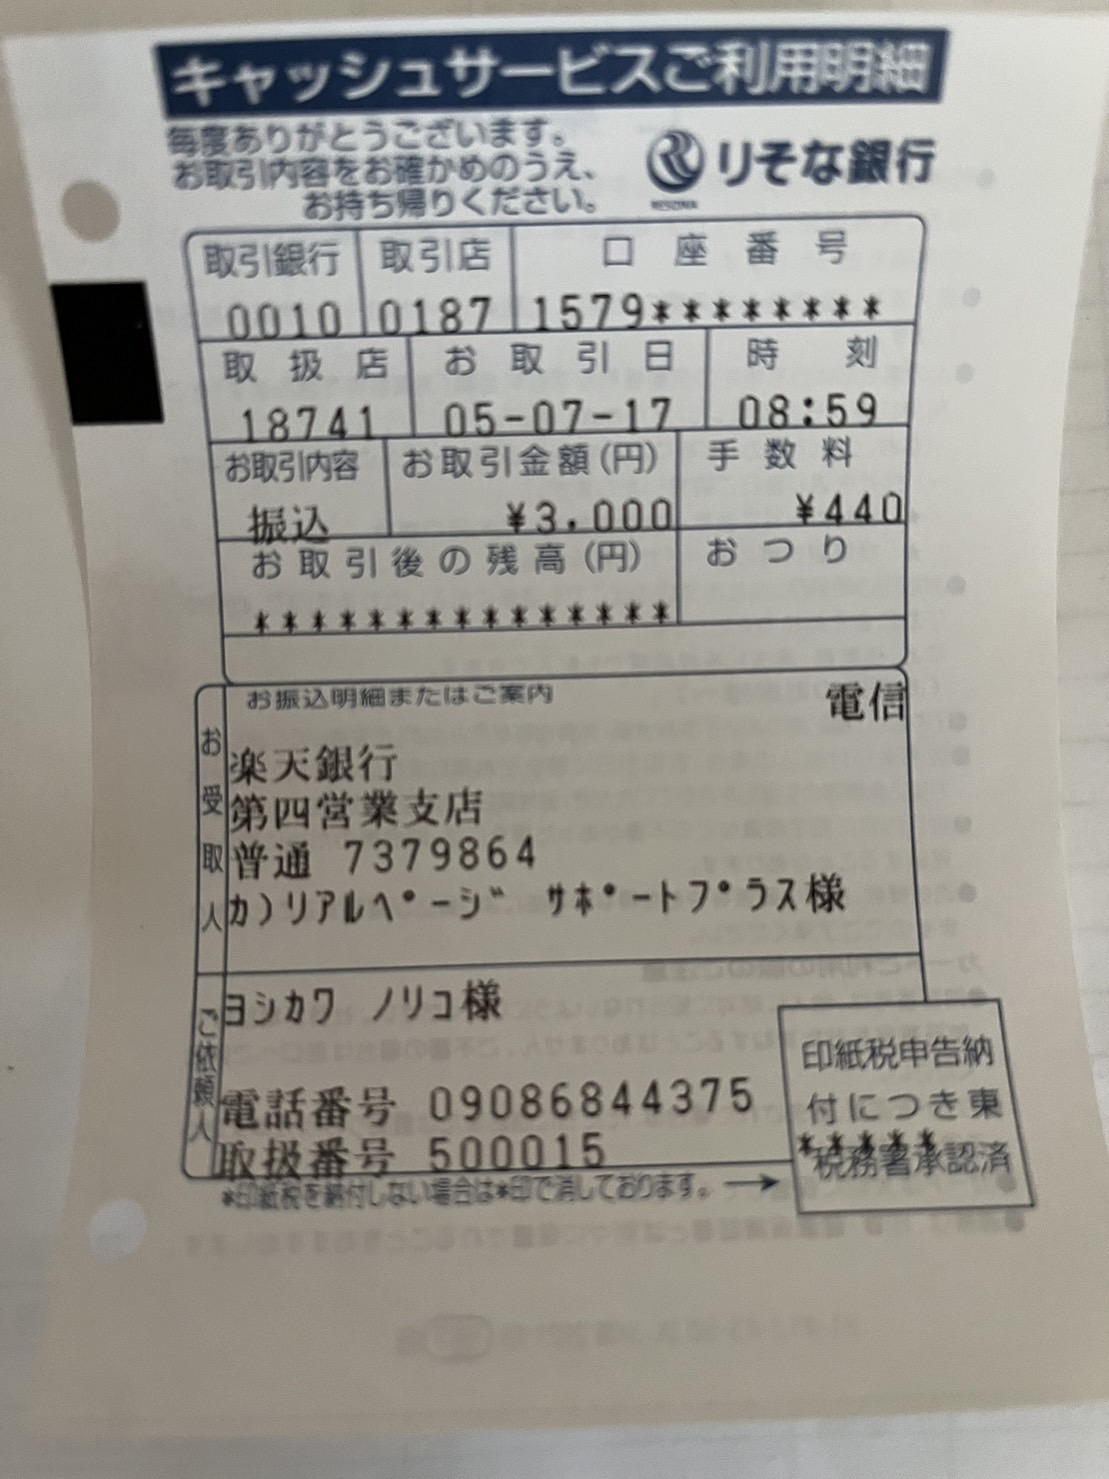 キャッシュサービスご利用明細
毎度ありがとうございます。
お取引内容をお確かめのうえ、
お持ち帰りください。
りそな銀行
RESONA
取引銀行 取引店 口座番号
0010 0187 1579********
取扱店 お取引日 時刻
18741 05-07-17 08:59
お取引内容 お取引金額(円) 手数料
振込 ¥3,000 ¥440
お取引後の残高(円) おつり
***************
お振込明細またはご案内 電信
お受取人
楽天銀行
第四営業支店
普通 7379864
カ)リアルページ サポートプラス様
ご依頼人
ヨシカワ ノリコ様
電話番号 09086844375
取扱番号 500015
*印紙税を納付しない場合は*印で消しております。→
印紙税申告納
付につき東
*****
税務署承認済